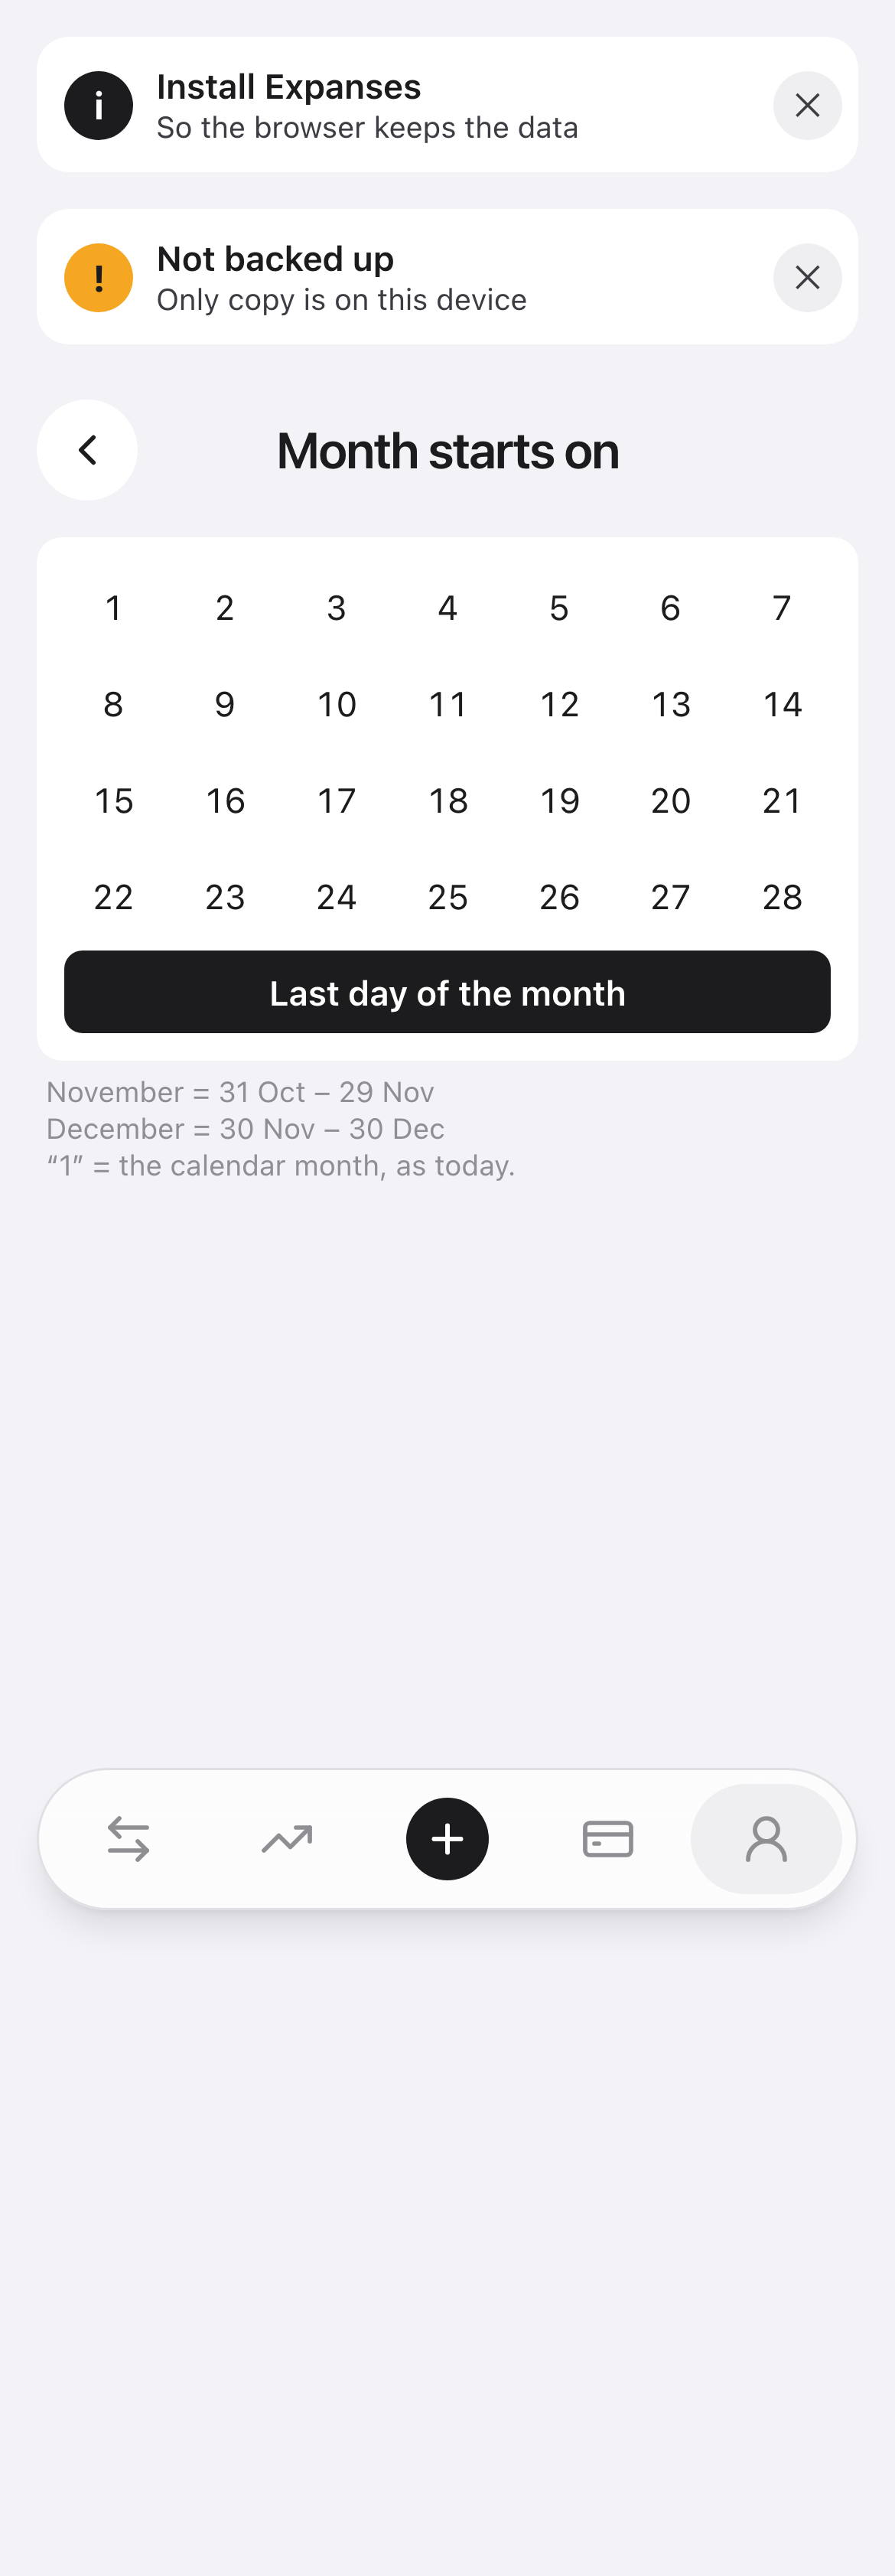 i
Install Expanses
So the browser keeps the data
!
Not backed up
Only copy is on this device
Month starts on
1 2 3 4 5 6 7
8 9 10 11 12 13 14
15 16 17 18 19 20 21
22 23 24 25 26 27 28
Last day of the month
November = 31 Oct – 29 Nov
December = 30 Nov – 30 Dec
“1” = the calendar month, as today.